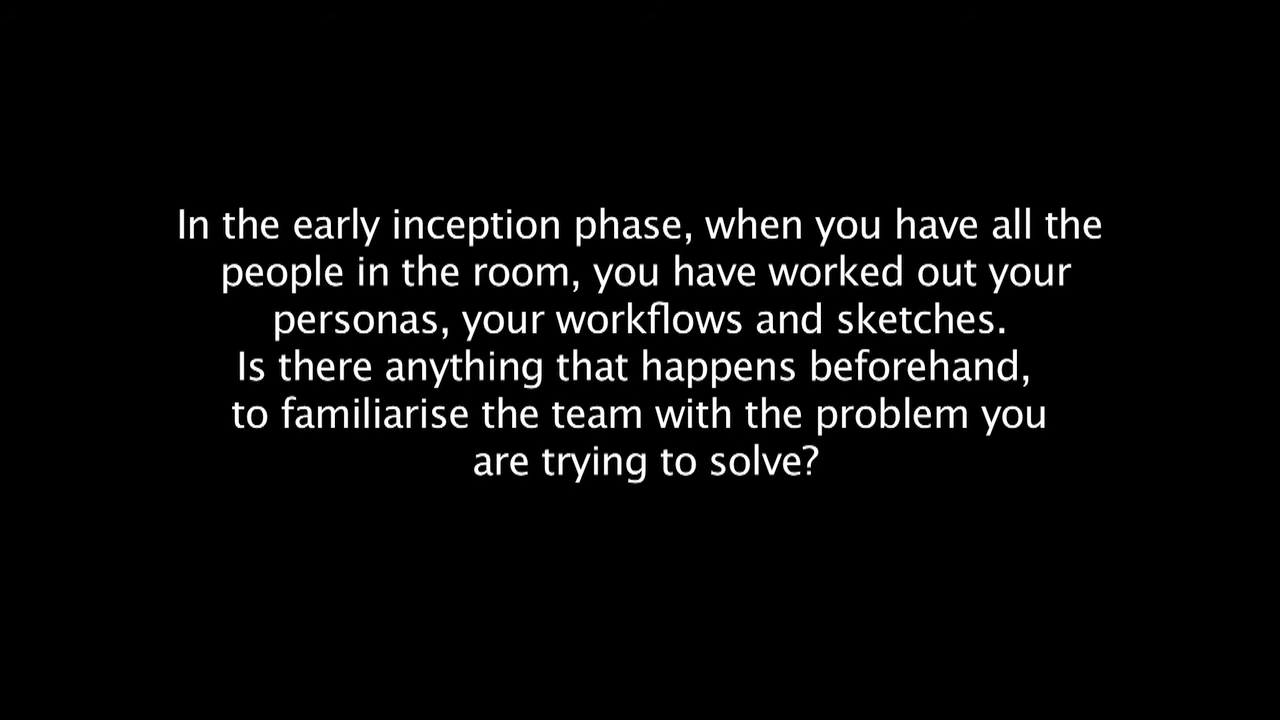 In the early inception phase, when you have all the
people in the room, you have worked out your
personas, your workflows and sketches.
Is there anything that happens beforehand,
to familiarise the team with the problem you
are trying to solve?